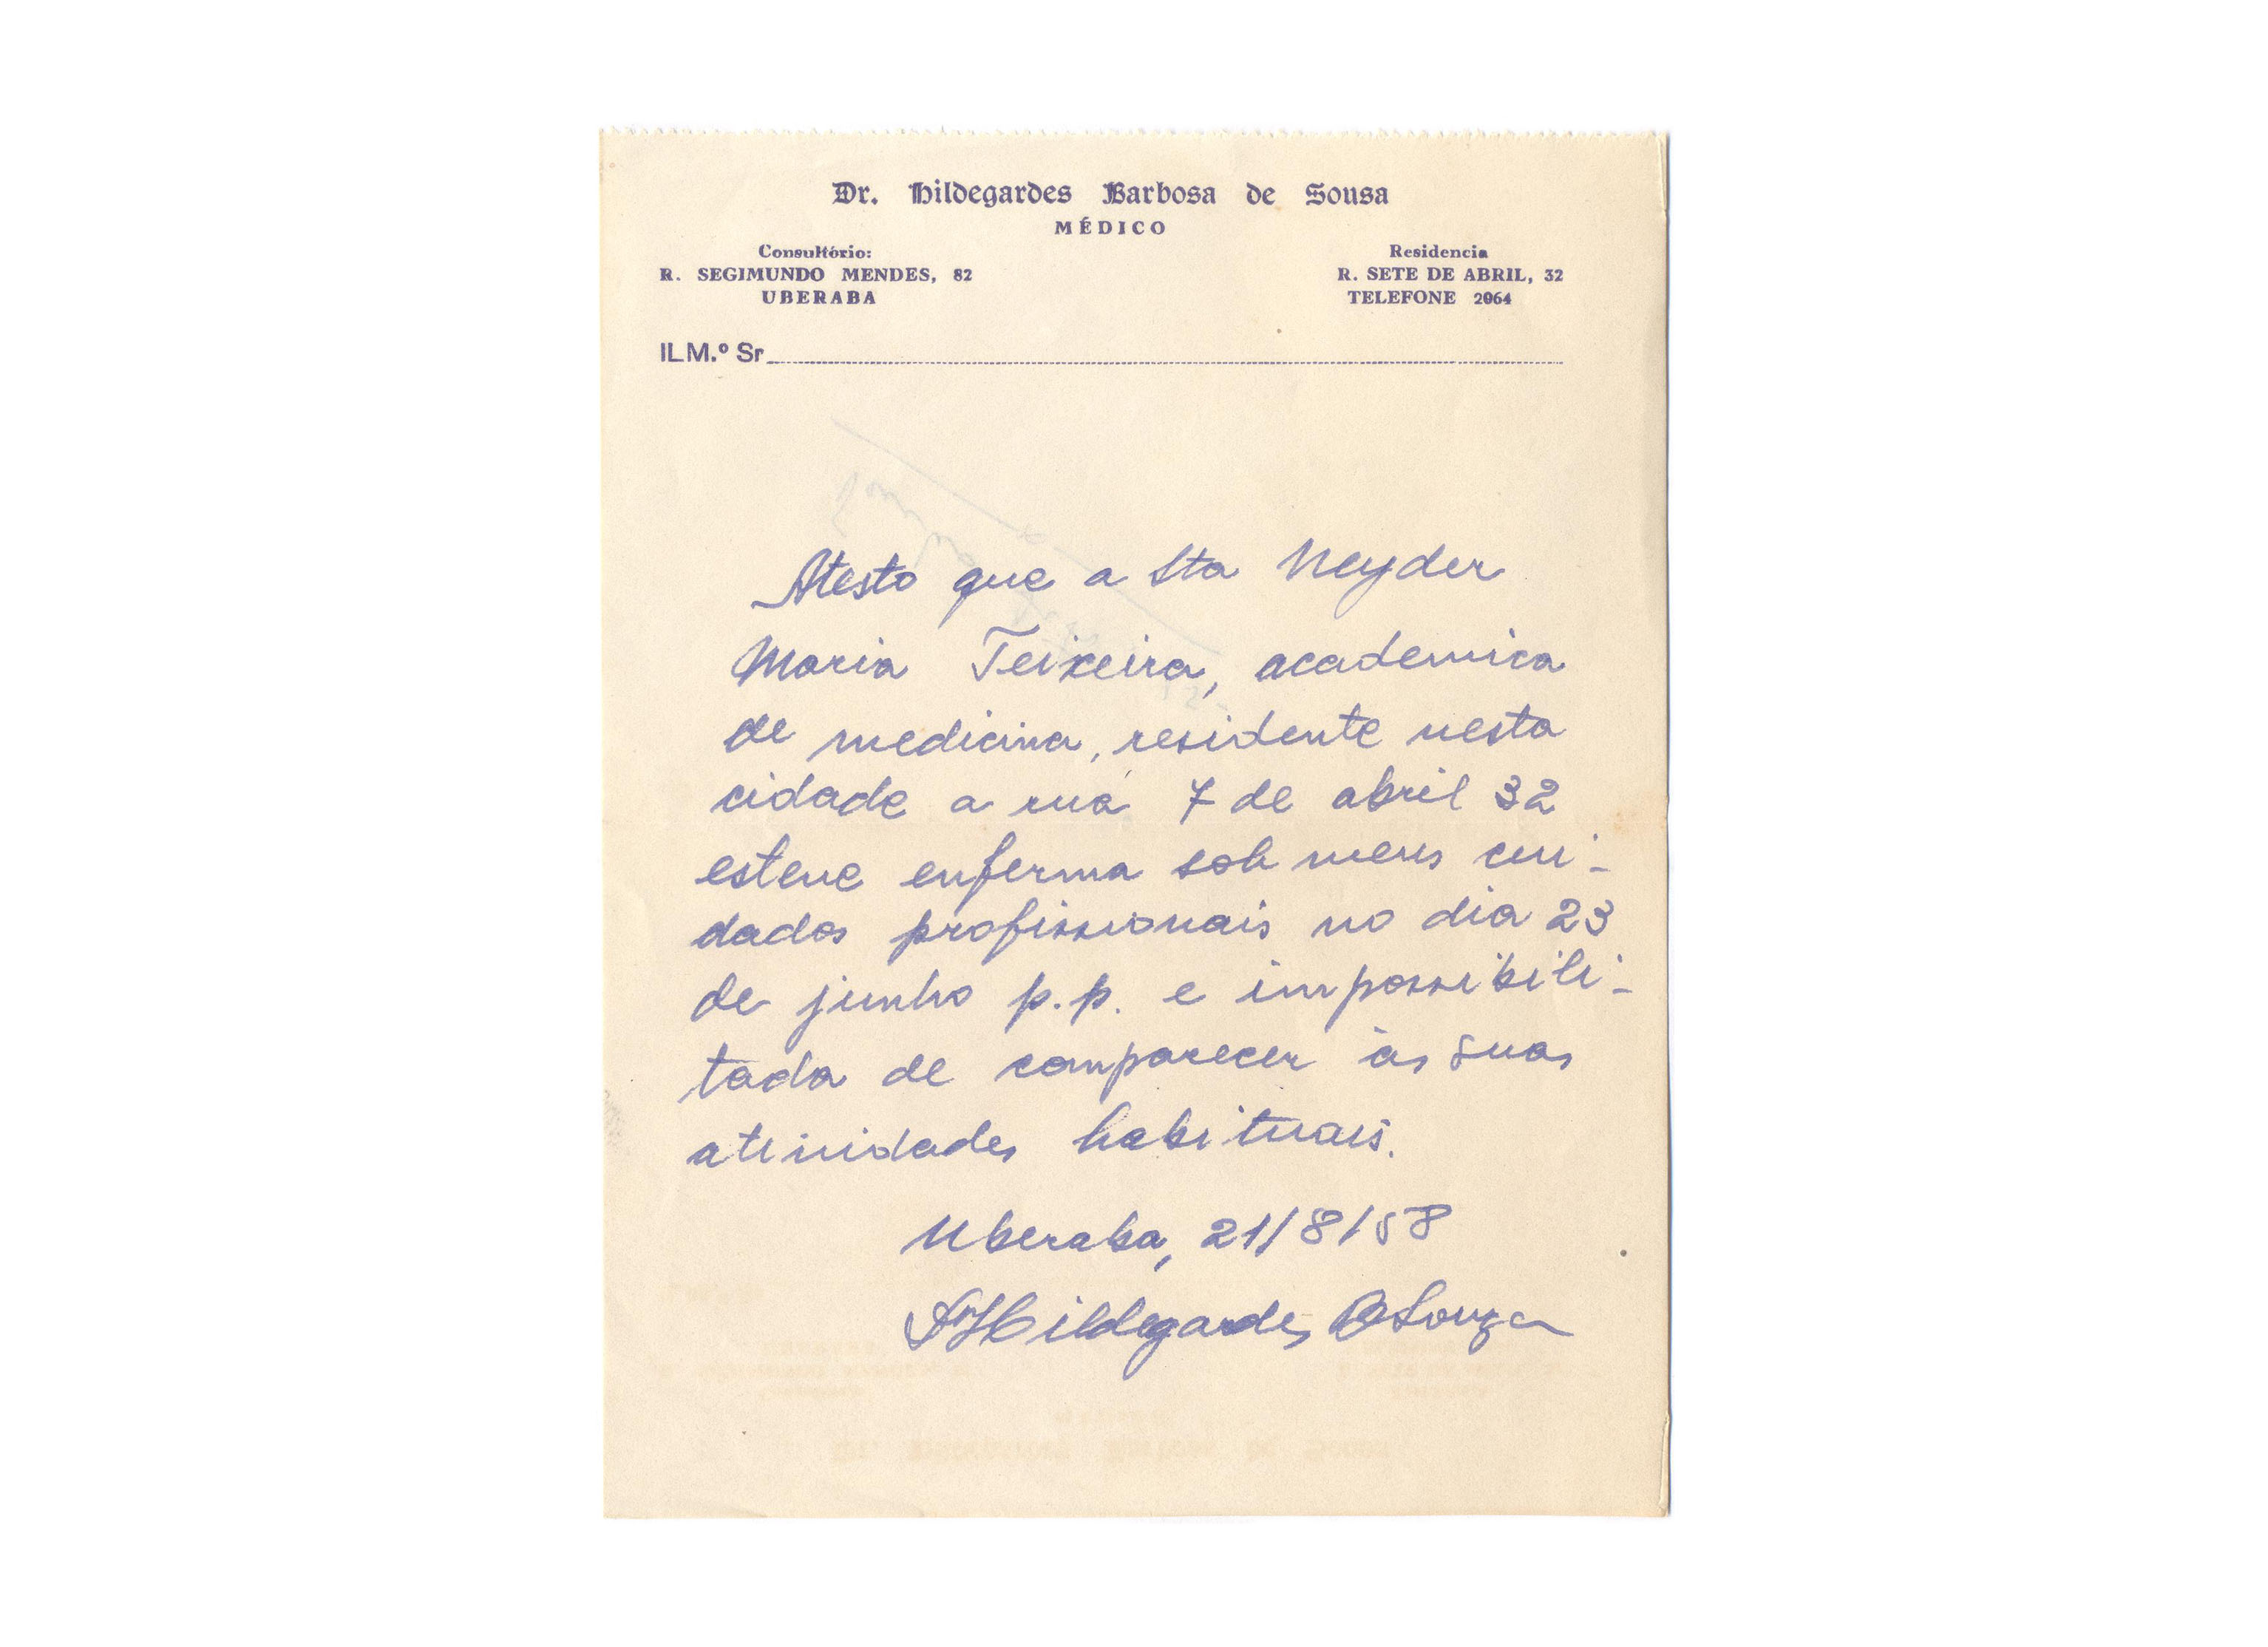 Dr. Hildegardes Barbosa de Sousa
MÉDICO
Consultório:
R. SEGIMUNDO MENDES, 82
UBERABA
Residencia
R. SETE DE ABRIL, 32
TELEFONE 2064
ILM.º Sr
Atesto que a Sta Neyder
Maria Teixeira, academica
de medicina, residente nesta
cidade a rua 7 de abril 32
esteve enferma sob meus cui-
dados profissionais no dia 23
de junho p.p. e impossibili-
tada de comparecer às suas
atividades habituais.
Uberaba, 21/8/58
Dr Hildegardes B Souza